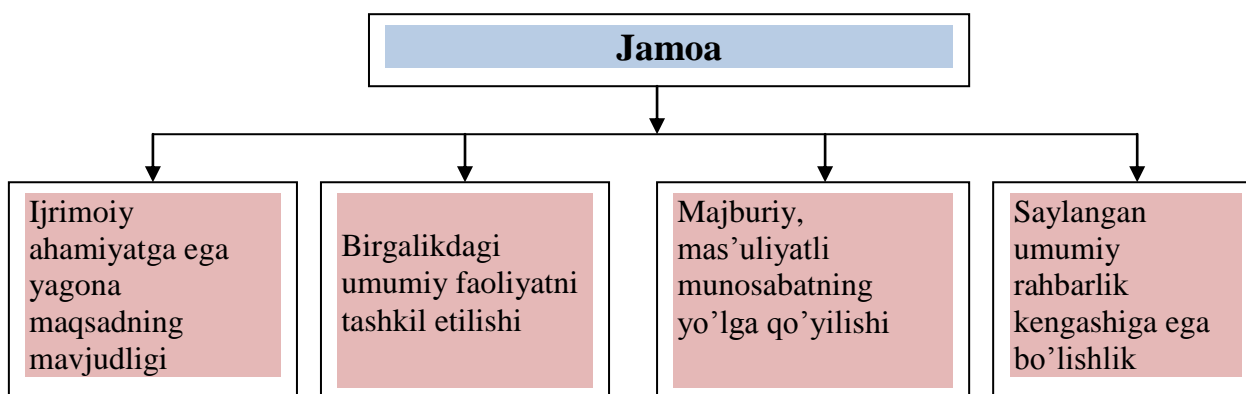 Jamoa
Ijrimoiy
ahamiyatga ega
yagona
maqsadning
mavjudligi
Birgalikdagi
umumiy faoliyatni
tashkil etilishi
Majburiy,
mas’uliyatli
munosabatning
yo’lga qo’yilishi
Saylangan
umumiy
rahbarlik
kengashiga ega
bo’lishlik